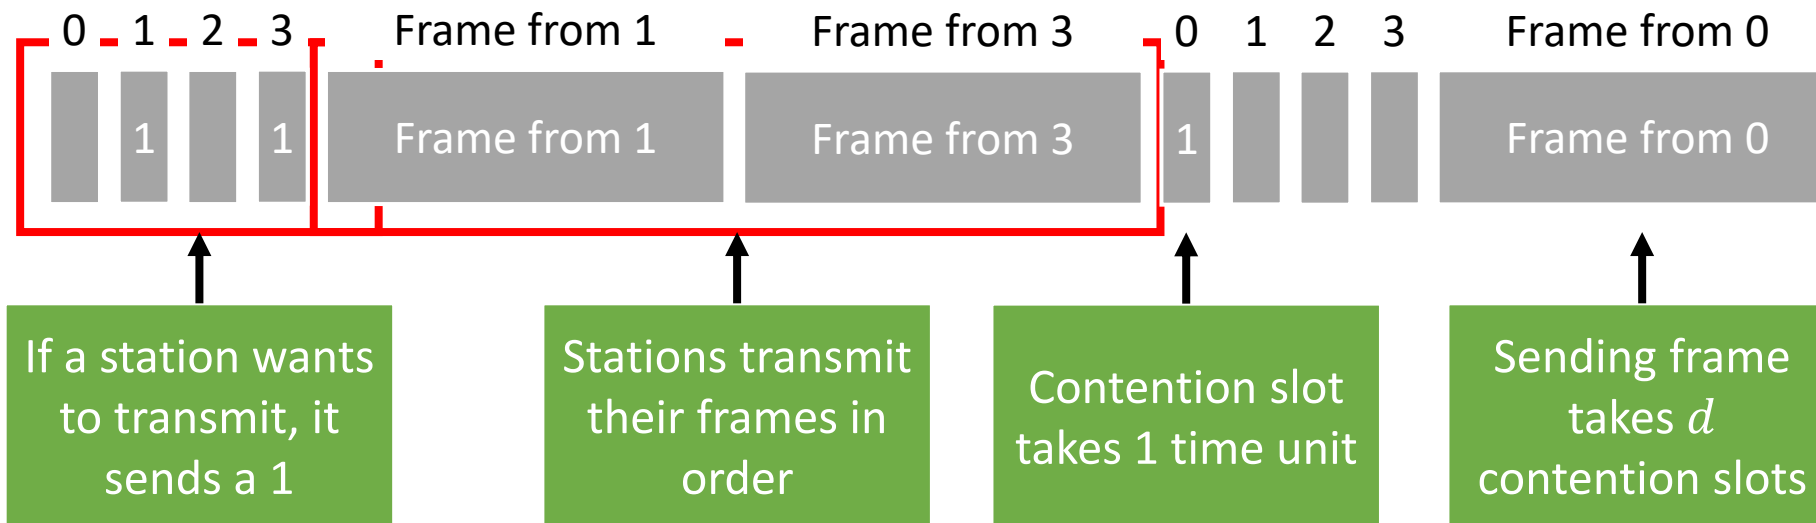 0 1 2 3 Frame from 1 Frame from 3 0 1 2 3 Frame from 0
1 1 Frame from 1 Frame from 3 1 Frame from 0
If a station wants
to transmit, it
sends a 1
Stations transmit
their frames in
order
Contention slot
takes 1 time unit
Sending frame
takes d
contention slots